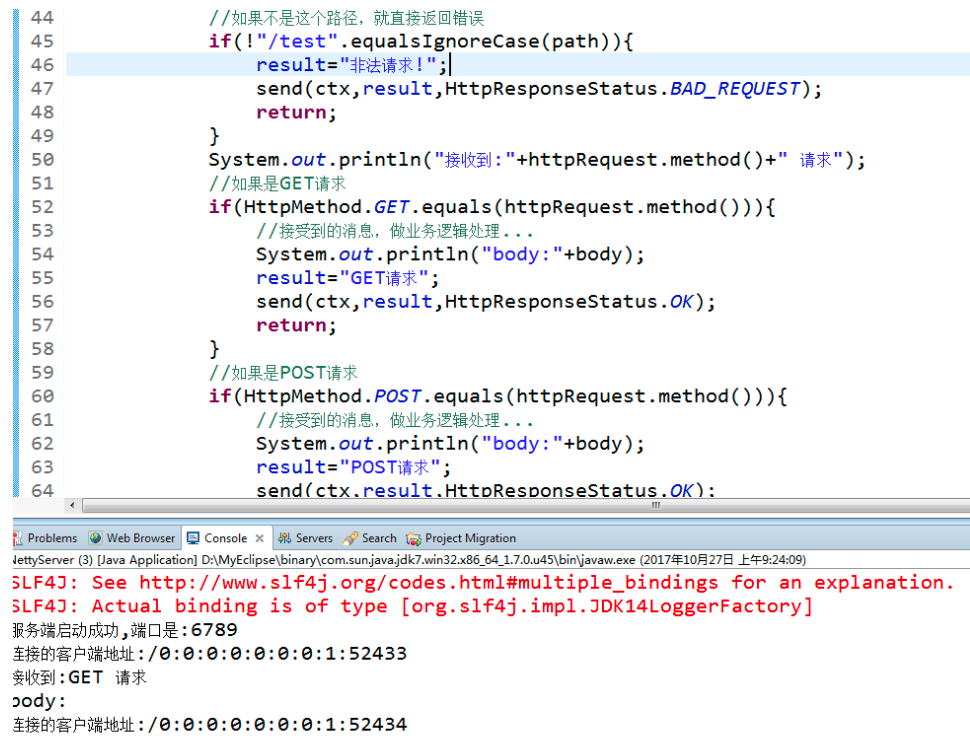 44 //如果不是这个路径，就直接返回错误
45 if(!"/test".equalsIgnoreCase(path)){
46 result="非法请求!";
47 send(ctx,result,HttpResponseStatus.BAD_REQUEST);
48 return;
49 }
50 System.out.println("接收到:"+httpRequest.method()+" 请求");
51 //如果是GET请求
52 if(HttpMethod.GET.equals(httpRequest.method())){
53 //接受到的消息，做业务逻辑处理...
54 System.out.println("body:"+body);
55 result="GET请求";
56 send(ctx,result,HttpResponseStatus.OK);
57 return;
58 }
59 //如果是POST请求
60 if(HttpMethod.POST.equals(httpRequest.method())){
61 //接受到的消息，做业务逻辑处理...
62 System.out.println("body:"+body);
63 result="POST请求";
64 send(ctx,result,HttpResponseStatus.OK);
Problems Web Browser Console Servers Search Project Migration
NettyServer (3) [Java Application] D:\MyEclipse\binary\com.sun.java.jdk7.win32.x86_64_1.7.0.u45\bin\javaw.exe (2017年10月27日 上午9:24:09)
SLF4J: See http://www.slf4j.org/codes.html#multiple_bindings for an explanation.
SLF4J: Actual binding is of type [org.slf4j.impl.JDK14LoggerFactory]
服务端启动成功,端口是:6789
连接的客户端地址:/0:0:0:0:0:0:0:1:52433
接收到:GET 请求
body:
连接的客户端地址:/0:0:0:0:0:0:0:1:52434